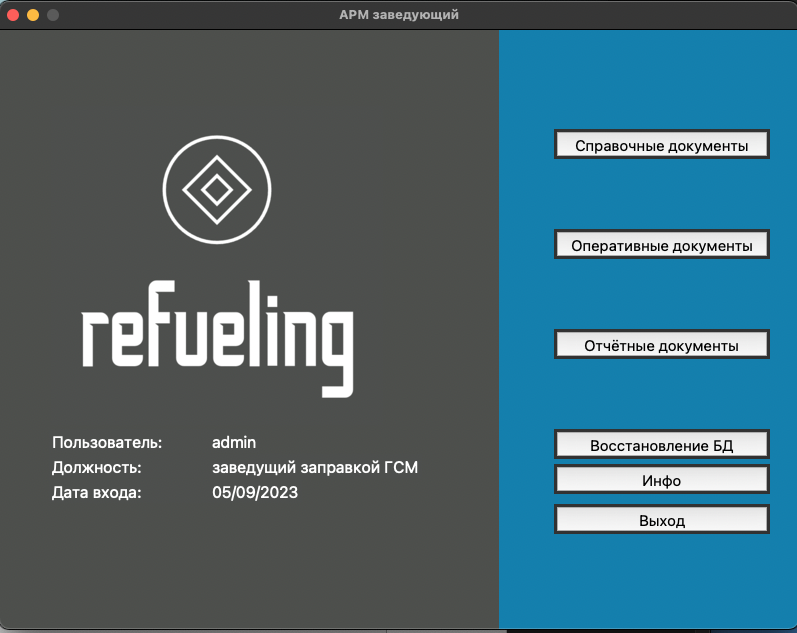 АРМ заведующий
refueling
Пользователь: admin
Должность: заведущий заправкой ГСМ
Дата входа: 05/09/2023
Справочные документы
Оперативные документы
Отчётные документы
Восстановление БД
Инфо
Выход